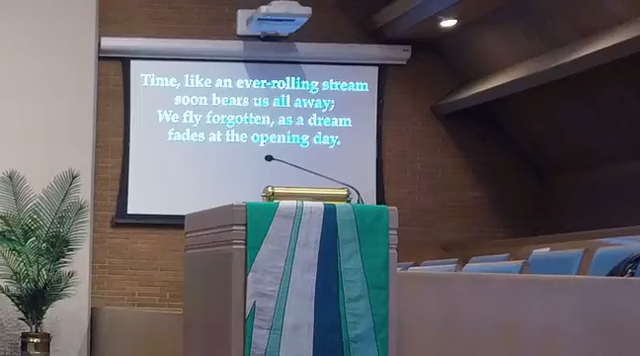 Time, like an ever-rolling stream
soon bears us all away;
We fly forgotten, as a dream
fades at the opening day.